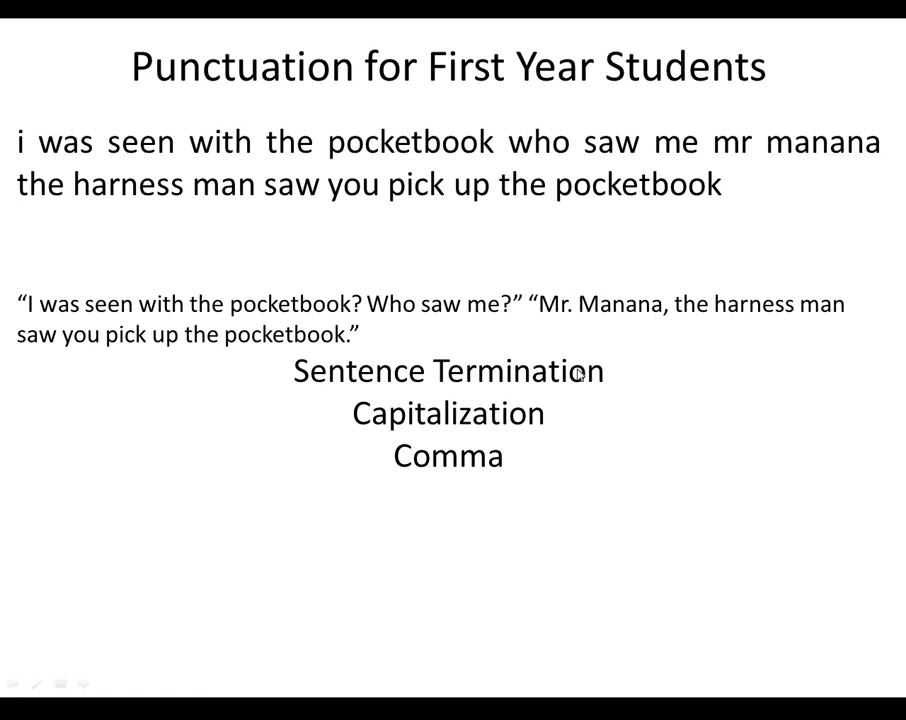 Punctuation for First Year Students
i was seen with the pocketbook who saw me mr manana
the harness man saw you pick up the pocketbook
“I was seen with the pocketbook? Who saw me?” “Mr. Manana, the harness man
saw you pick up the pocketbook.”
Sentence Termination
Capitalization
Comma